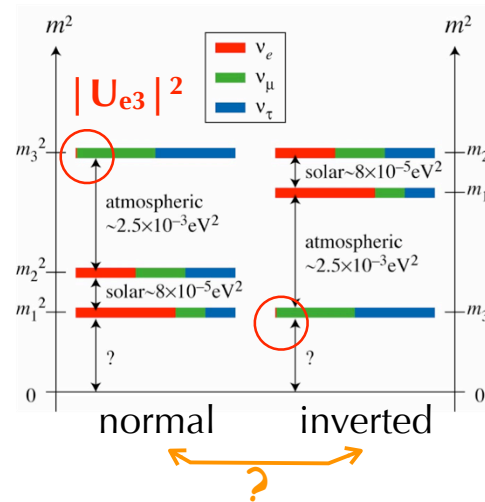 m²
m²
ν_e
ν_μ
ν_τ
|U_e3|²
m₃²
m₂
solar~8×10⁻⁵eV²
m₁
atmospheric
~2.5×10⁻³eV²
atmospheric
~2.5×10⁻³eV²
m₂²
solar~8×10⁻⁵eV²
m₁²
m₃
?
?
0
0
normal
inverted
?